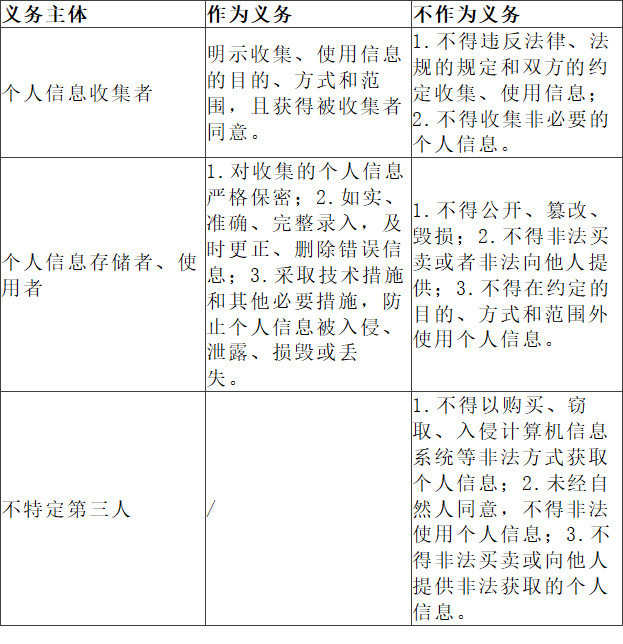 义务主体
作为义务
不作为义务
个人信息收集者
明示收集、使用信息
的目的、方式和范
围，且获得被收集者
同意。
1.不得违反法律、法
规的规定和双方的约
定收集、使用信息；
2.不得收集非必要的
个人信息。
个人信息存储者、使
用者
1.对收集的个人信息
严格保密；2.如实、
准确、完整录入，及
时更正、删除错误信
息；3.采取技术措施
和其他必要措施，防
止个人信息被入侵、
泄露、损毁或丢
失。
1.不得公开、篡改、
毁损；2.不得非法买
卖或者非法向他人提
供；3.不得在约定的
目的、方式和范围外
使用个人信息。
不特定第三人
/
1.不得以购买、窃
取、入侵计算机信息
系统等非法方式获取
个人信息；2.未经自
然人同意，不得非法
使用个人信息；3.不
得非法买卖或向他人
提供非法获取的个人
信息。